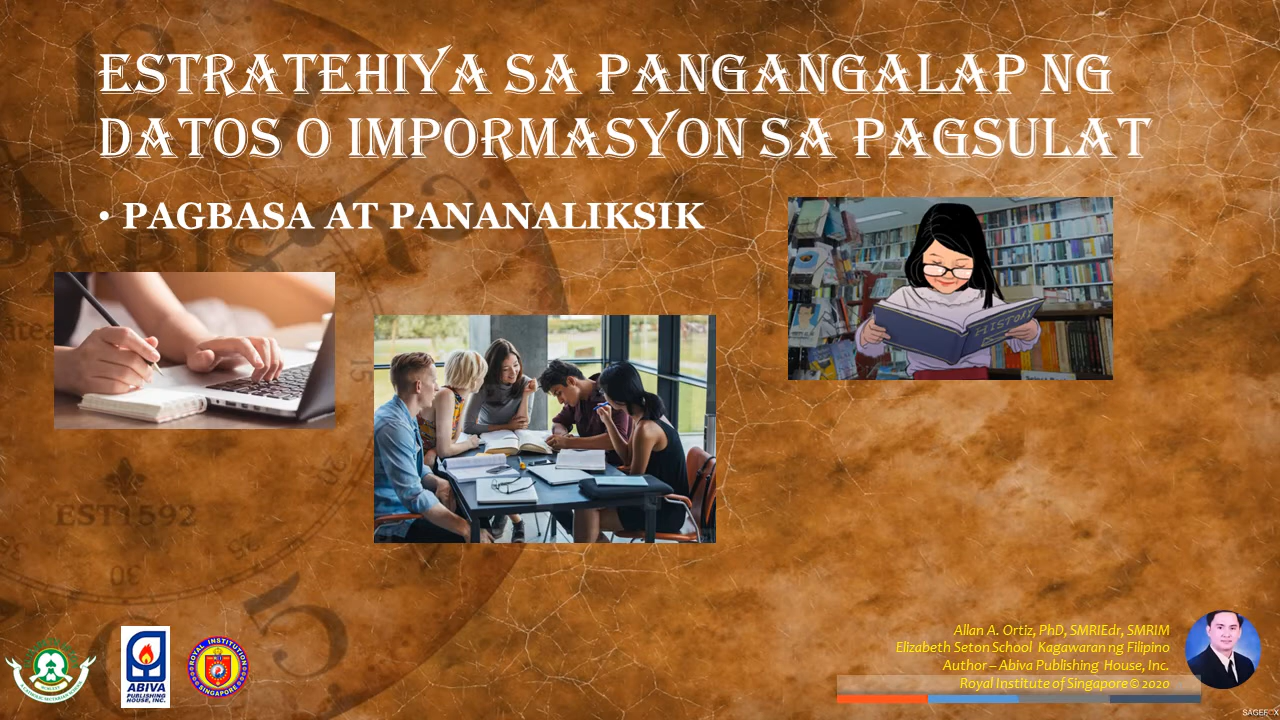 ESTRATEHIYA SA PANGANGALAP NG
DATOS O IMPORMASYON SA PAGSULAT
• PAGBASA AT PANANALIKSIK
HISTORY
EST1592
Allan A. Ortiz, PhD, SMRIEdr, SMRIM
Elizabeth Seton School Kagawaran ng Filipino
Author – Abiva Publishing House, Inc.
Royal Institute of Singapore © 2020
ABIVA
PUBLISHING
HOUSE, INC.
ROYAL INSTITUTION
SINGAPORE
SAGEFOX